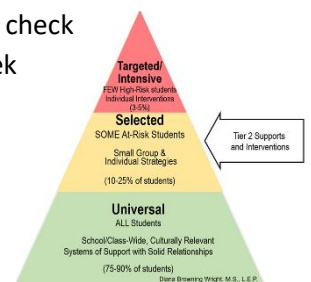 check
ek
Targeted/
Intensive
FEW High-Risk students
Individual Interventions
(3-5%)
Selected
SOME At-Risk Students
Small Group &
Individual Strategies
(10-25% of students)
Tier 2 Supports
and Interventions
Universal
ALL Students
School/Class-Wide, Culturally Relevant
Systems of Support with Solid Relationships
(75-90% of students)
Diana Browning Wright, M.S., L.E.P.